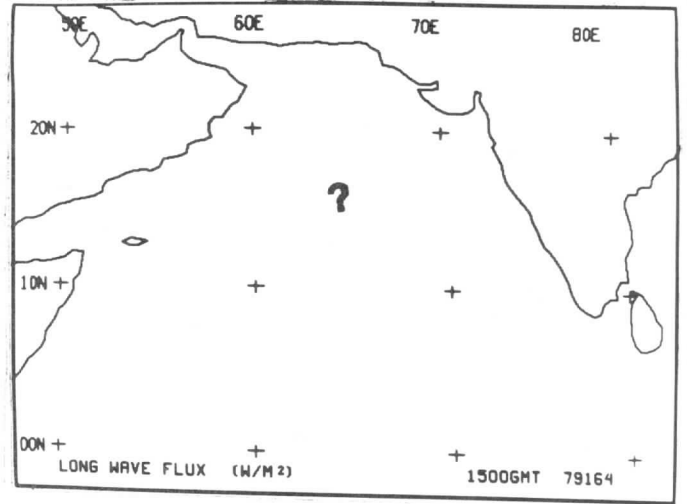 50E 60E 70E 80E
20N
?
10N
00N
LONG WAVE FLUX (W/M²) 1500GMT 79164